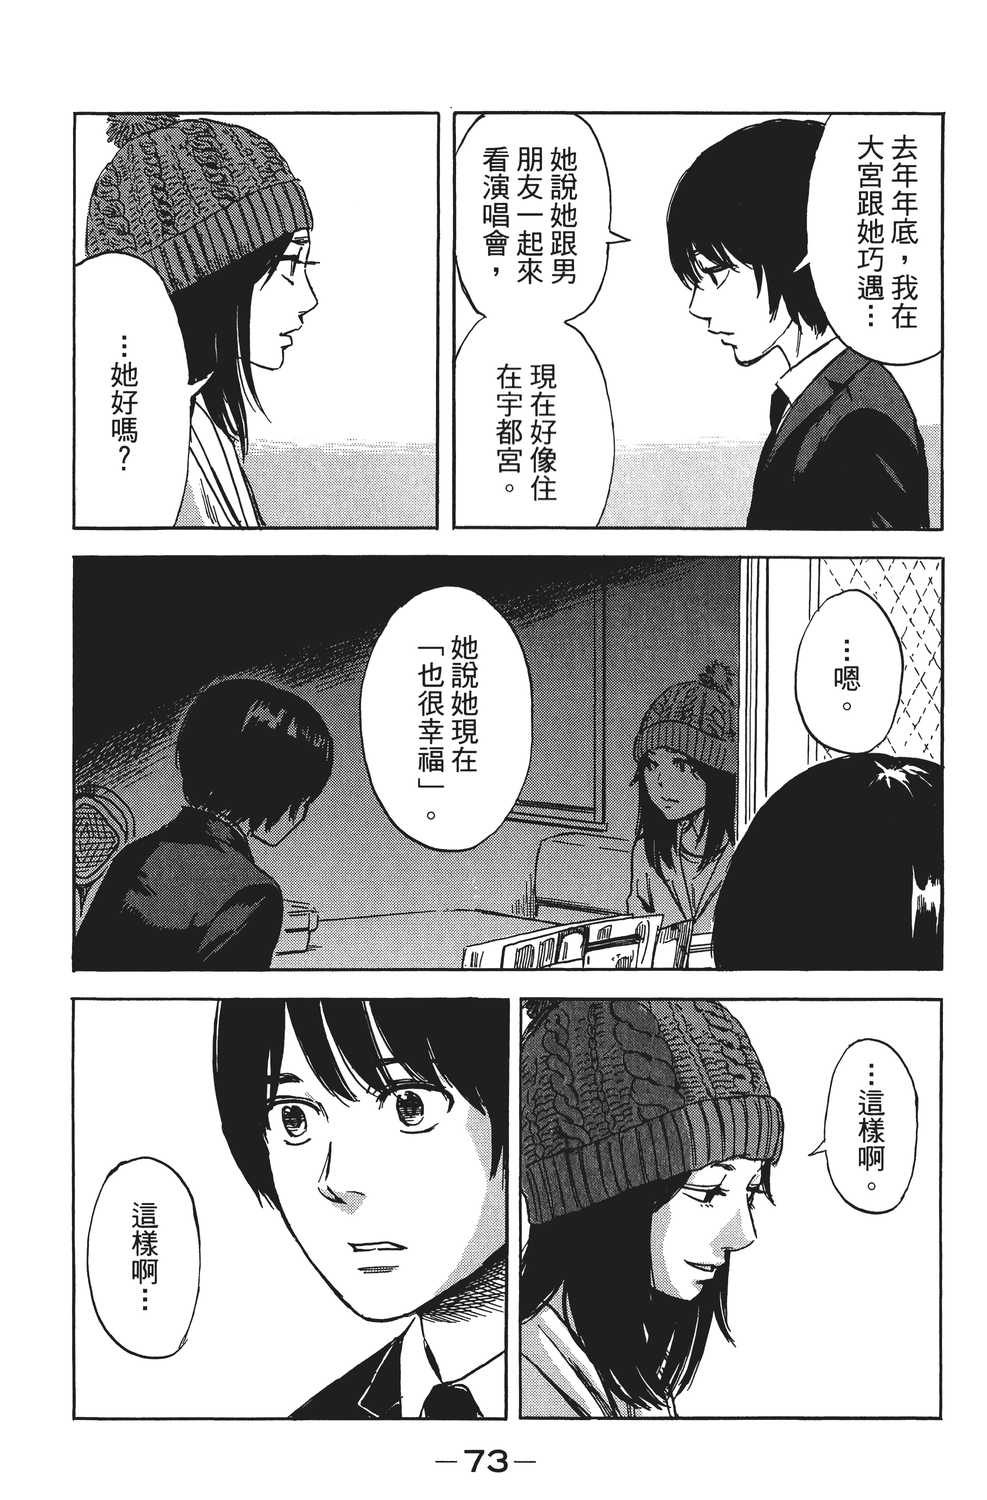 去年年底，我在
大宮跟她巧遇…
她說她跟男
朋友一起來
看演唱會，
現在好像住
在宇都宮。
…她好嗎？
…嗯。
她說她現在
「也很幸福」。
…這樣啊。
這樣啊…
—73—